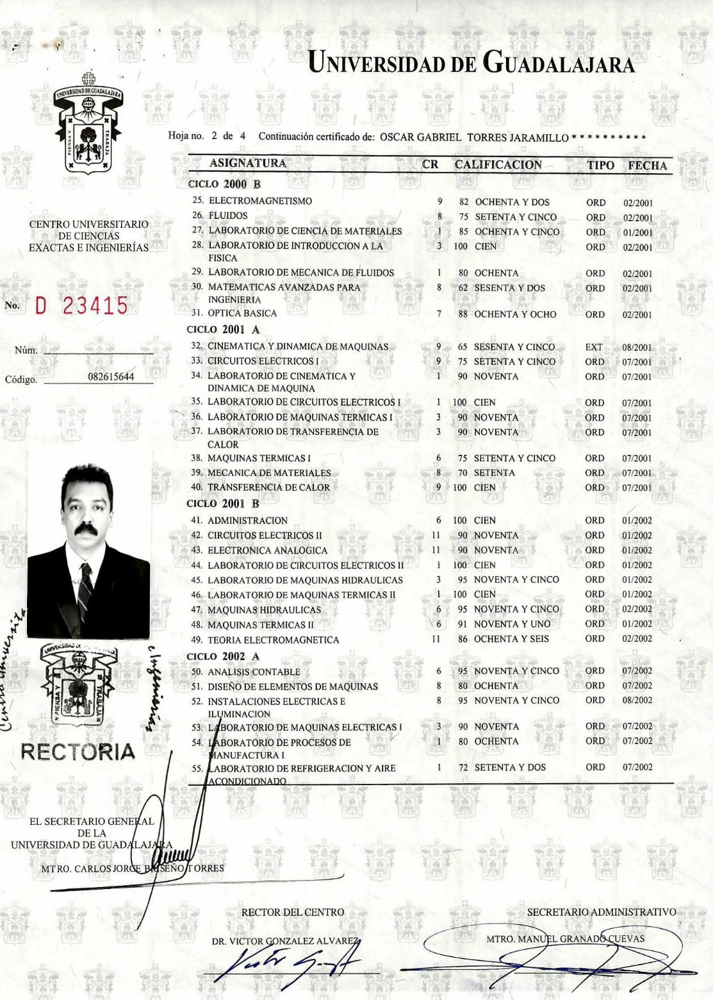 UNIVERSIDAD DE GUADALAJARA
UNIVERSIDAD DE GUADALAJARA
PIENSA Y
TRABAJA
Hoja no. 2 de 4 Continuación certificado de: OSCAR GABRIEL TORRES JARAMILLO * * * * * * * * * *
ASIGNATURA CR CALIFICACION TIPO FECHA
CICLO 2000 B
25. ELECTROMAGNETISMO 9 82 OCHENTA Y DOS ORD 02/2001
26. FLUIDOS 8 75 SETENTA Y CINCO ORD 02/2001
27. LABORATORIO DE CIENCIA DE MATERIALES 1 85 OCHENTA Y CINCO ORD 01/2001
28. LABORATORIO DE INTRODUCCION A LA 3 100 CIEN ORD 02/2001
FISICA
29. LABORATORIO DE MECANICA DE FLUIDOS 1 80 OCHENTA ORD 02/2001
30. MATEMATICAS AVANZADAS PARA 8 62 SESENTA Y DOS ORD 02/2001
INGENIERIA
31. OPTICA BASICA 7 88 OCHENTA Y OCHO ORD 02/2001
CICLO 2001 A
32. CINEMATICA Y DINAMICA DE MAQUINAS 9 65 SESENTA Y CINCO EXT 08/2001
33. CIRCUITOS ELECTRICOS I 9 75 SETENTA Y CINCO ORD 07/2001
34. LABORATORIO DE CINEMATICA Y 1 90 NOVENTA ORD 07/2001
DINAMICA DE MAQUINA
35. LABORATORIO DE CIRCUITOS ELECTRICOS I 1 100 CIEN ORD 07/2001
36. LABORATORIO DE MAQUINAS TERMICAS I 3 90 NOVENTA ORD 07/2001
37. LABORATORIO DE TRANSFERENCIA DE 3 90 NOVENTA ORD 07/2001
CALOR
38. MAQUINAS TERMICAS I 6 75 SETENTA Y CINCO ORD 07/2001
39. MECANICA DE MATERIALES 8 70 SETENTA ORD 07/2001
40. TRANSFERENCIA DE CALOR 9 100 CIEN ORD 07/2001
CICLO 2001 B
41. ADMINISTRACION 6 100 CIEN ORD 01/2002
42. CIRCUITOS ELECTRICOS II 11 90 NOVENTA ORD 01/2002
43. ELECTRONICA ANALOGICA 11 90 NOVENTA ORD 01/2002
44. LABORATORIO DE CIRCUITOS ELECTRICOS II 1 100 CIEN ORD 01/2002
45. LABORATORIO DE MAQUINAS HIDRAULICAS 3 95 NOVENTA Y CINCO ORD 01/2002
46. LABORATORIO DE MAQUINAS TERMICAS II 1 100 CIEN ORD 01/2002
47. MAQUINAS HIDRAULICAS 6 95 NOVENTA Y CINCO ORD 02/2002
48. MAQUINAS TERMICAS II 6 91 NOVENTA Y UNO ORD 01/2002
49. TEORIA ELECTROMAGNETICA 11 86 OCHENTA Y SEIS ORD 02/2002
CICLO 2002 A
50. ANALISIS CONTABLE 6 95 NOVENTA Y CINCO ORD 07/2002
51. DISEÑO DE ELEMENTOS DE MAQUINAS 8 80 OCHENTA ORD 07/2002
52. INSTALACIONES ELECTRICAS E 8 95 NOVENTA Y CINCO ORD 08/2002
ILUMINACION
53. LABORATORIO DE MAQUINAS ELECTRICAS I 3 90 NOVENTA ORD 07/2002
54. LABORATORIO DE PROCESOS DE 1 80 OCHENTA ORD 07/2002
MANUFACTURA I
55. LABORATORIO DE REFRIGERACION Y AIRE 1 72 SETENTA Y DOS ORD 07/2002
ACONDICIONADO
CENTRO UNIVERSITARIO
DE CIENCIAS
EXACTAS E INGENIERÍAS
No. D 23415
Núm.
Código. 082615644
e Ingenierías
PIENSA Y
TRABAJA
RECTORIA
EL SECRETARIO GENERAL
DE LA
UNIVERSIDAD DE GUADALAJARA
MTRO. CARLOS JORGE BRISEÑO TORRES
RECTOR DEL CENTRO
DR. VICTOR GONZALEZ ALVAREZ
SECRETARIO ADMINISTRATIVO
MTRO. MANUEL GRANADO CUEVAS